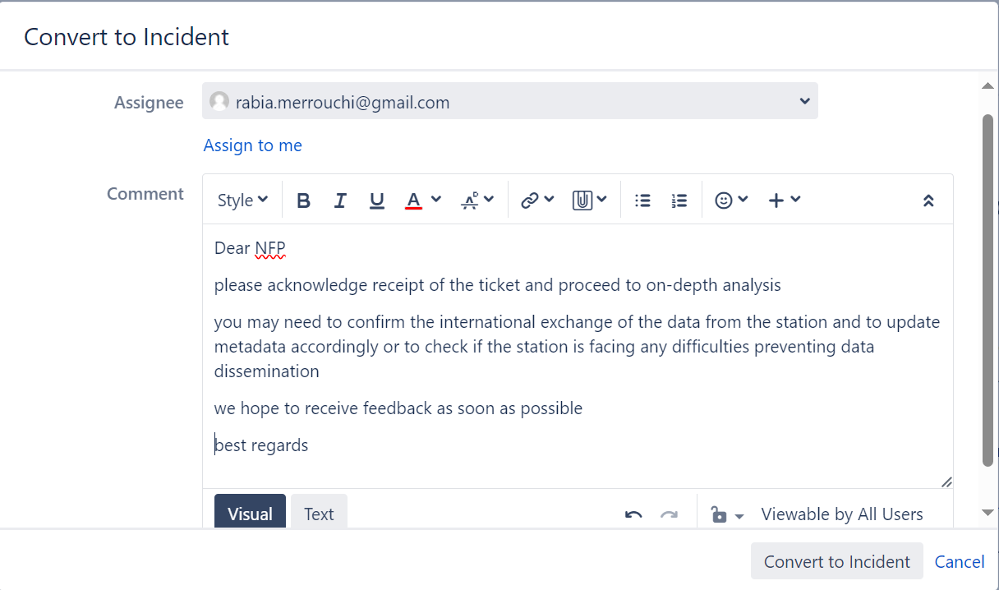 Convert to Incident
Assignee
rabia.merrouchi@gmail.com
Assign to me
Comment
Style B I U A
Dear NFP
please acknowledge receipt of the ticket and proceed to on-depth analysis
you may need to confirm the international exchange of the data from the station and to update
metadata accordingly or to check if the station is facing any difficulties preventing data
dissemination
we hope to receive feedback as soon as possible
best regards
Visual Text Viewable by All Users
Convert to Incident Cancel